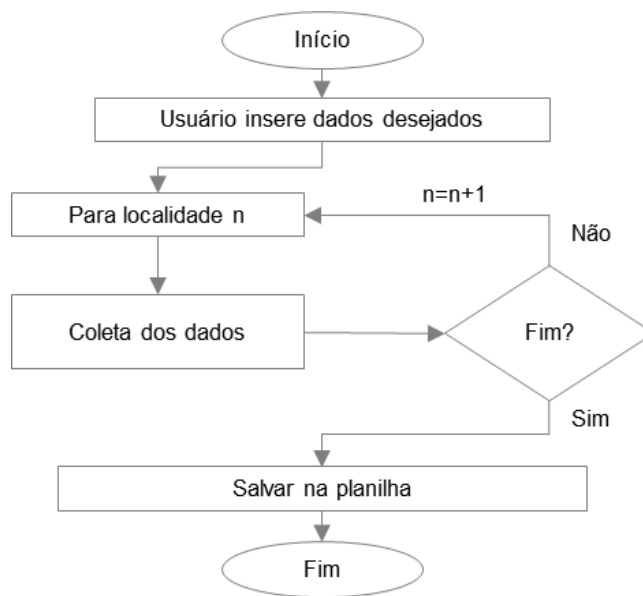 Início
Usuário insere dados desejados
Para localidade n
n=n+1
Não
Coleta dos dados
Fim?
Sim
Salvar na planilha
Fim